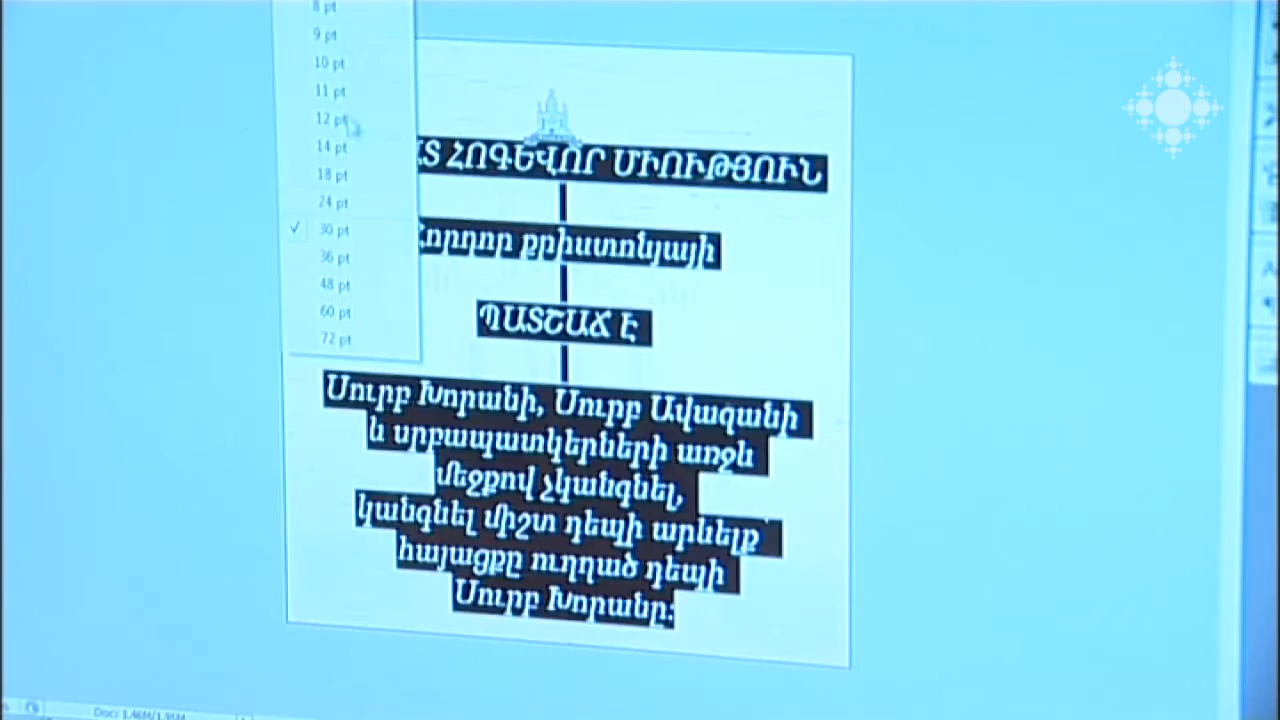 8 pt
9 pt
10 pt
11 pt
12 pt
14 pt
18 pt
24 pt
✓ 30 pt
36 pt
48 pt
60 pt
72 pt
ՀՈԳԵՎՈՐ ՄԻՈՒԹՅՈՒՆ
քրիստոնյայի
ՊԱՏՇԱՃ Է
Սուրբ Խորանի, Սուրբ Ավազանի
և սրբապատկերների առջև
մեջքով չկանգնել,
կանգնել միշտ դեպի արևելք
հայացքը ուղղած դեպի
Սուրբ Խորանը: